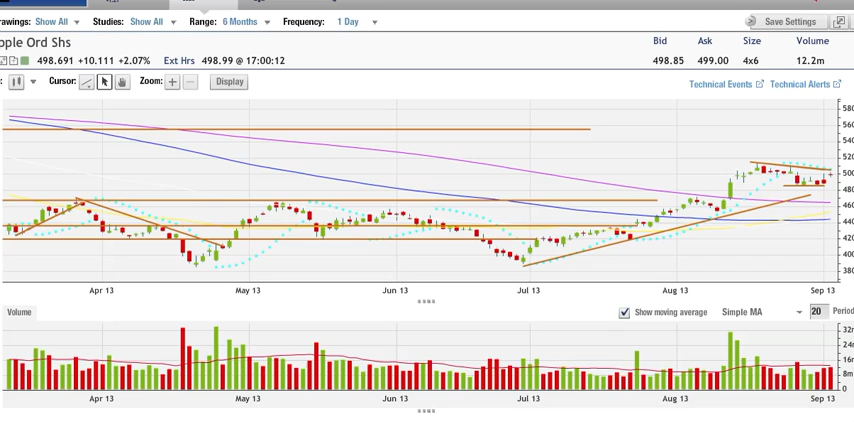 rawings: Show All Studies: Show All Range: 6 Months Frequency: 1 Day Save Settings
pple Ord Shs
Bid Ask Size Volume
498.691 +10.111 +2.07% Ext Hrs 498.99 @ 17:00:12 498.85 499.00 4x6 12.2m
Technical Events Technical Alerts
: Cursor: Zoom: + − Display
580
560
540
520
500
480
460
440
420
400
380
Apr 13 May 13 Jun 13 Jul 13 Aug 13 Sep 13
Volume Show moving average Simple MA 20 Period
32m
24m
16m
8m
0
Apr 13 May 13 Jun 13 Jul 13 Aug 13 Sep 13